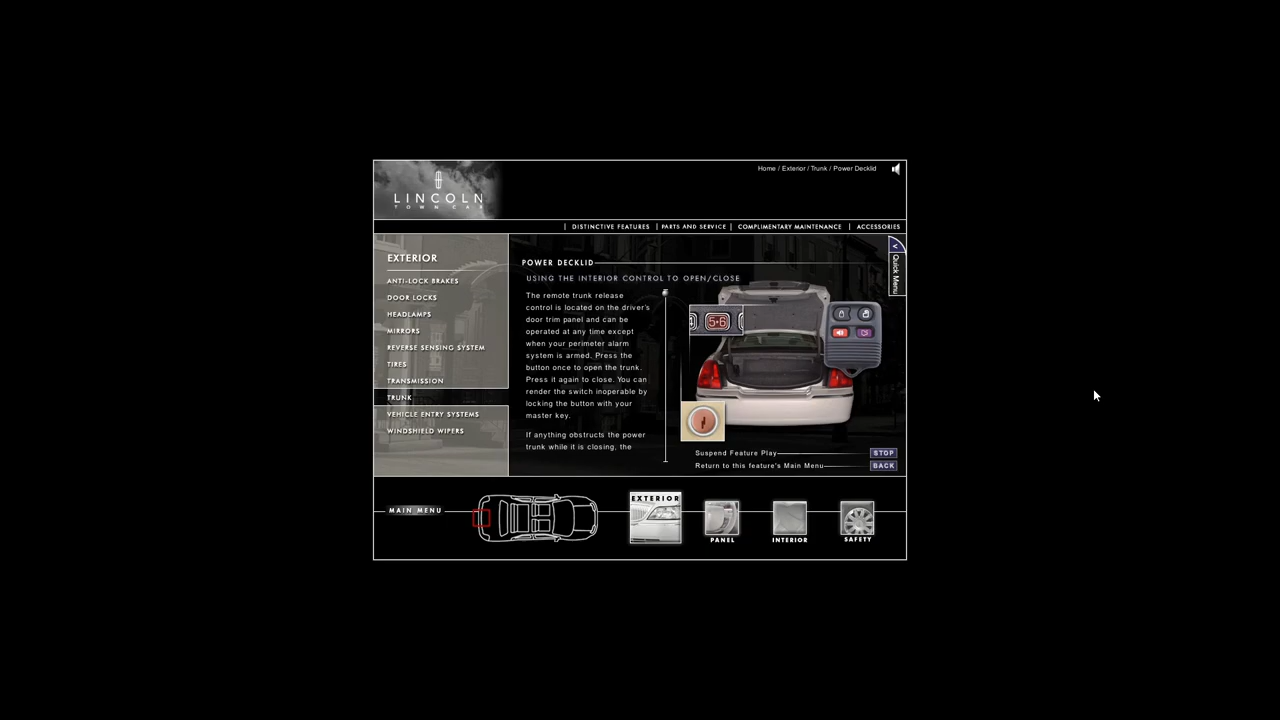 Home / Exterior / Trunk / Power Decklid
LINCOLN
TOWN CAR
DISTINCTIVE FEATURES
PARTS AND SERVICE
COMPLIMENTARY MAINTENANCE
ACCESSORIES
<
Quick Menu
EXTERIOR
ANTI-LOCK BRAKES
DOOR LOCKS
HEADLAMPS
MIRRORS
REVERSE SENSING SYSTEM
TIRES
TRANSMISSION
TRUNK
VEHICLE ENTRY SYSTEMS
WINDSHIELD WIPERS
POWER DECKLID
USING THE INTERIOR CONTROL TO OPEN/CLOSE
The remote trunk release
control is located on the driver's
door trim panel and can be
operated at any time except
when your perimeter alarm
system is armed. Press the
button once to open the trunk.
Press it again to close. You can
render the switch inoperable by
locking the button with your
master key.
If anything obstructs the power
trunk while it is closing, the
5•6
Suspend Feature Play
STOP
Return to this feature's Main Menu
BACK
MAIN MENU
EXTERIOR
PANEL
INTERIOR
SAFETY